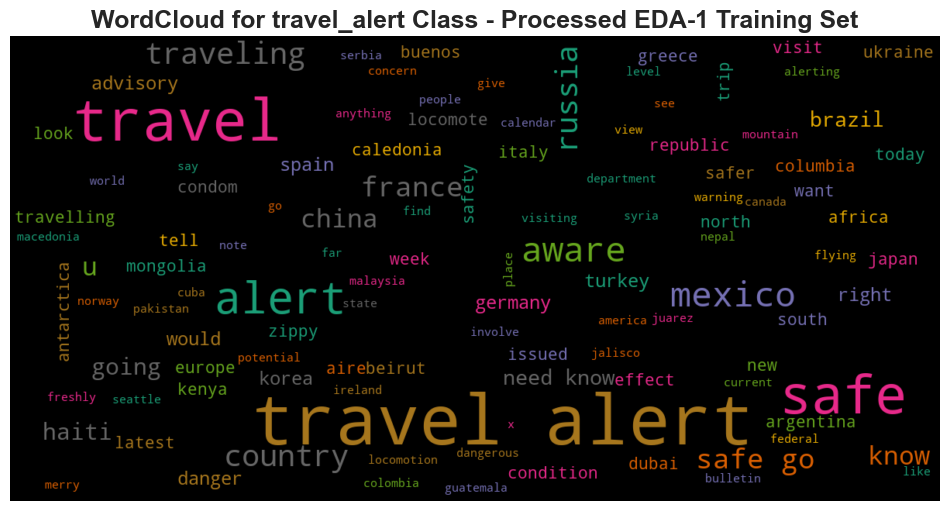 WordCloud for travel_alert Class - Processed EDA-1 Training Set
traveling
serbia
buenos
russia
greece
visit
ukraine
concern
level
alerting
advisory
give
trip
travel
people
see
anything
locomote
calendar
view
brazil
look
mountain
caledonia
italy
republic
today
say
spain
columbia
world
condom
france
safety
department
safer
want
warning
canada
go
china
find
travelling
visiting
syria
north
africa
macedonia
tell
note
aware
nepal
far
place
flying
u
mongolia
week
japan
antarctica
malaysia
turkey
cuba
alert
state
germany
mexico
right
norway
pakistan
america
juarez
south
zippy
involve
would
potential
issued
jalisco
going
europe
aire
beirut
new
korea
need know
effect
safe
kenya
ireland
current
freshly
seattle
travel alert
argentina
x
haiti
latest
federal
country
locomotion
dangerous
dubai
safe go
know
danger
condition
like
merry
colombia
guatemala
bulletin